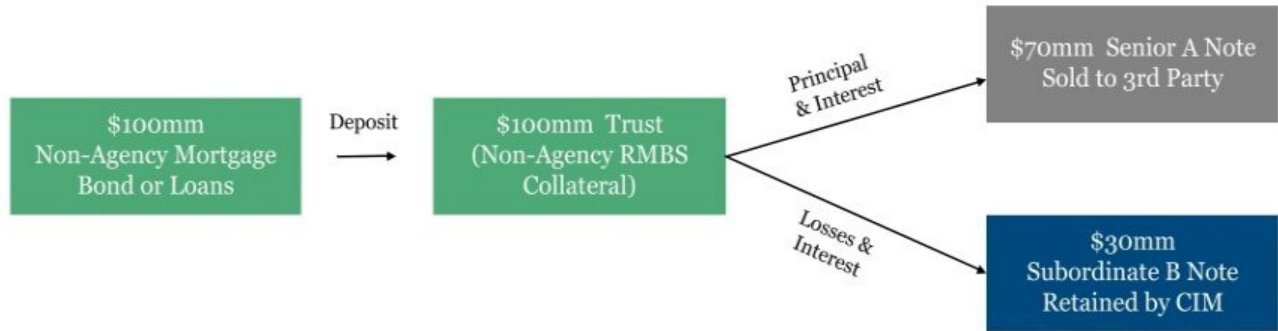 $100mm
Non-Agency Mortgage
Bond or Loans
Deposit
$100mm Trust
(Non-Agency RMBS
Collateral)
Principal
& Interest
$70mm Senior A Note
Sold to 3rd Party
Losses &
Interest
$30mm
Subordinate B Note
Retained by CIM